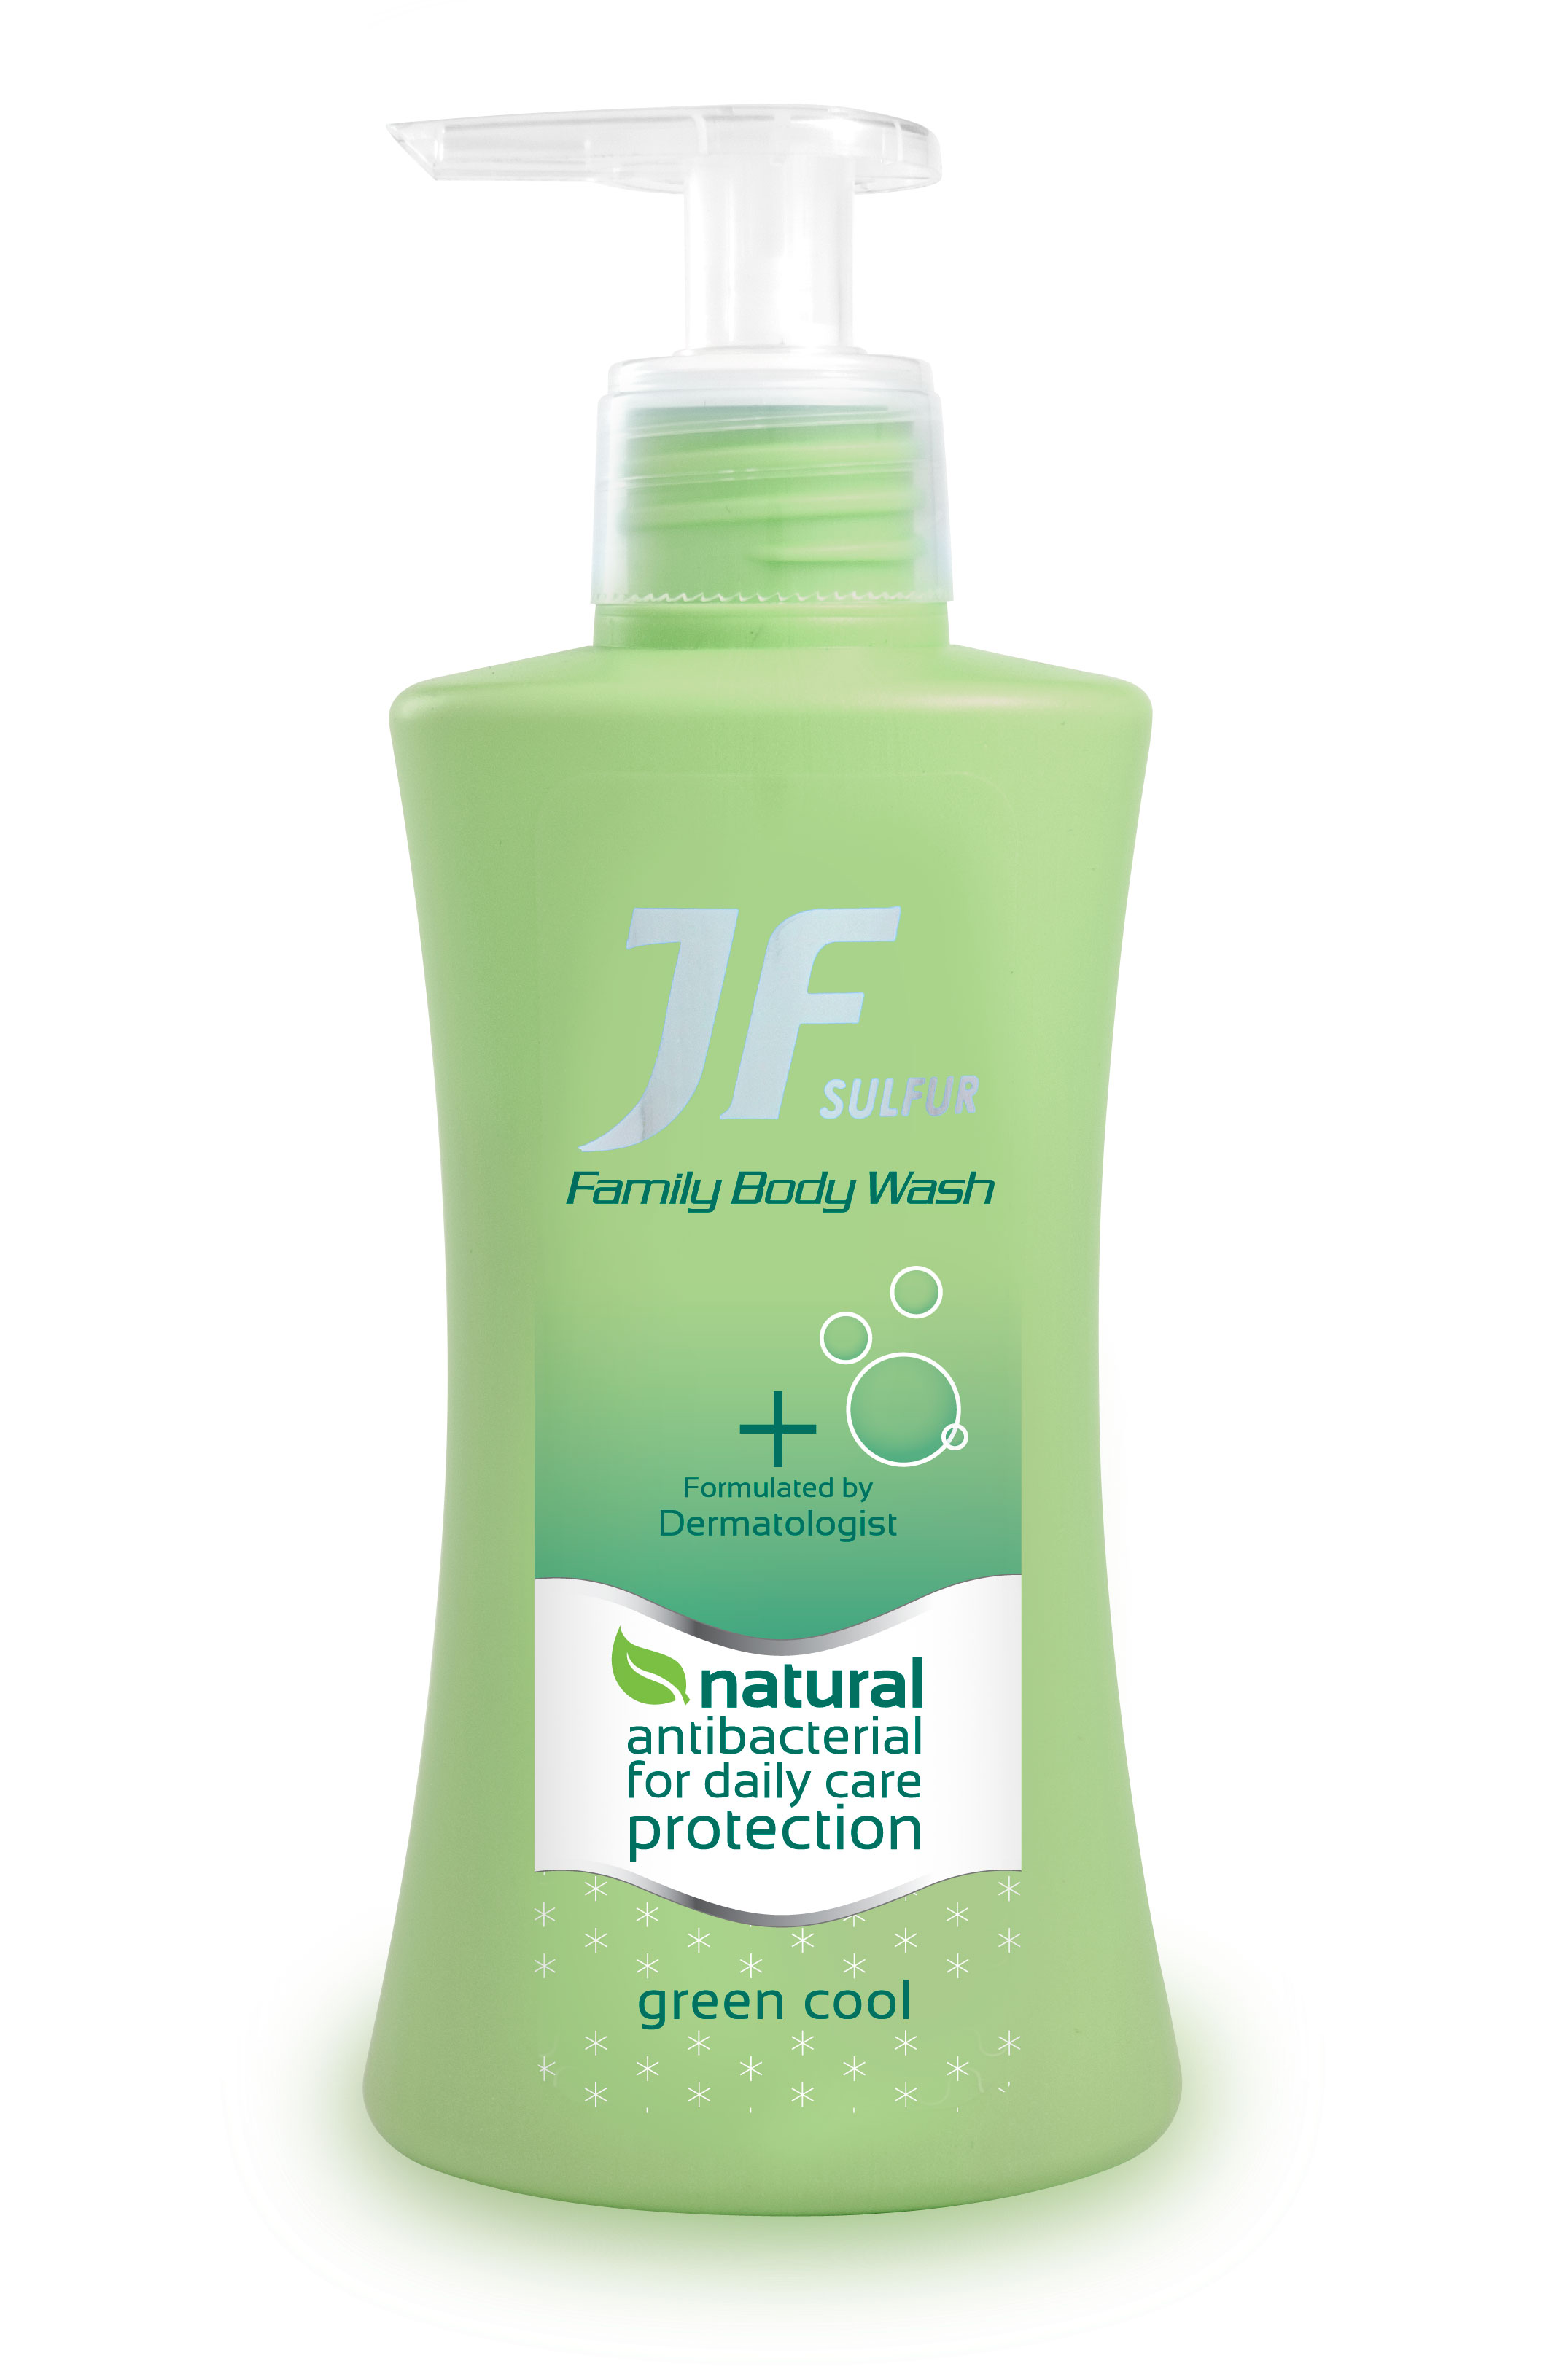 JF
SULFUR
Family Body Wash
+
Formulated by
Dermatologist
natural
antibacterial
for daily care
protection
green cool